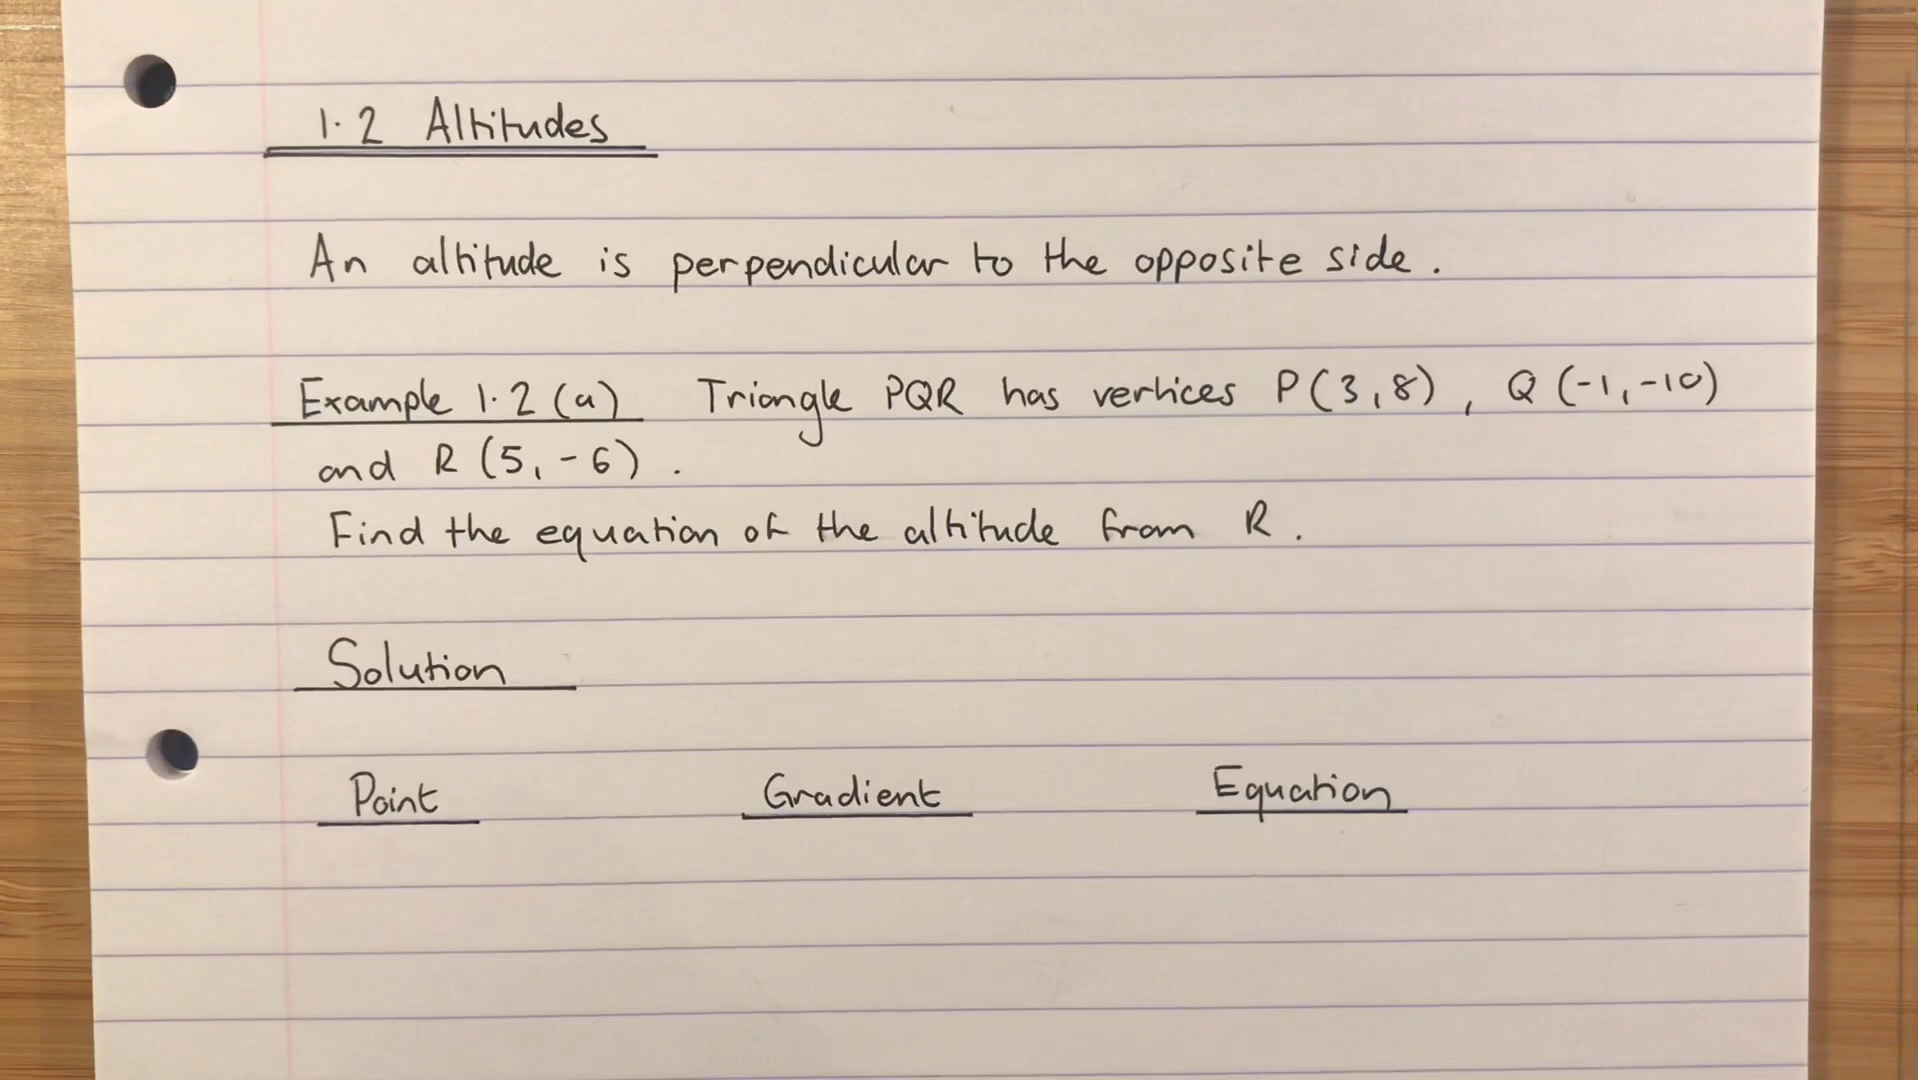 1.2 Altitudes
An altitude is perpendicular to the opposite side.
Example 1.2 (a) Triangle PQR has vertices P(3,8), Q(-1,-10)
and R(5,-6).
Find the equation of the altitude from R.
Solution
Point Gradient Equation